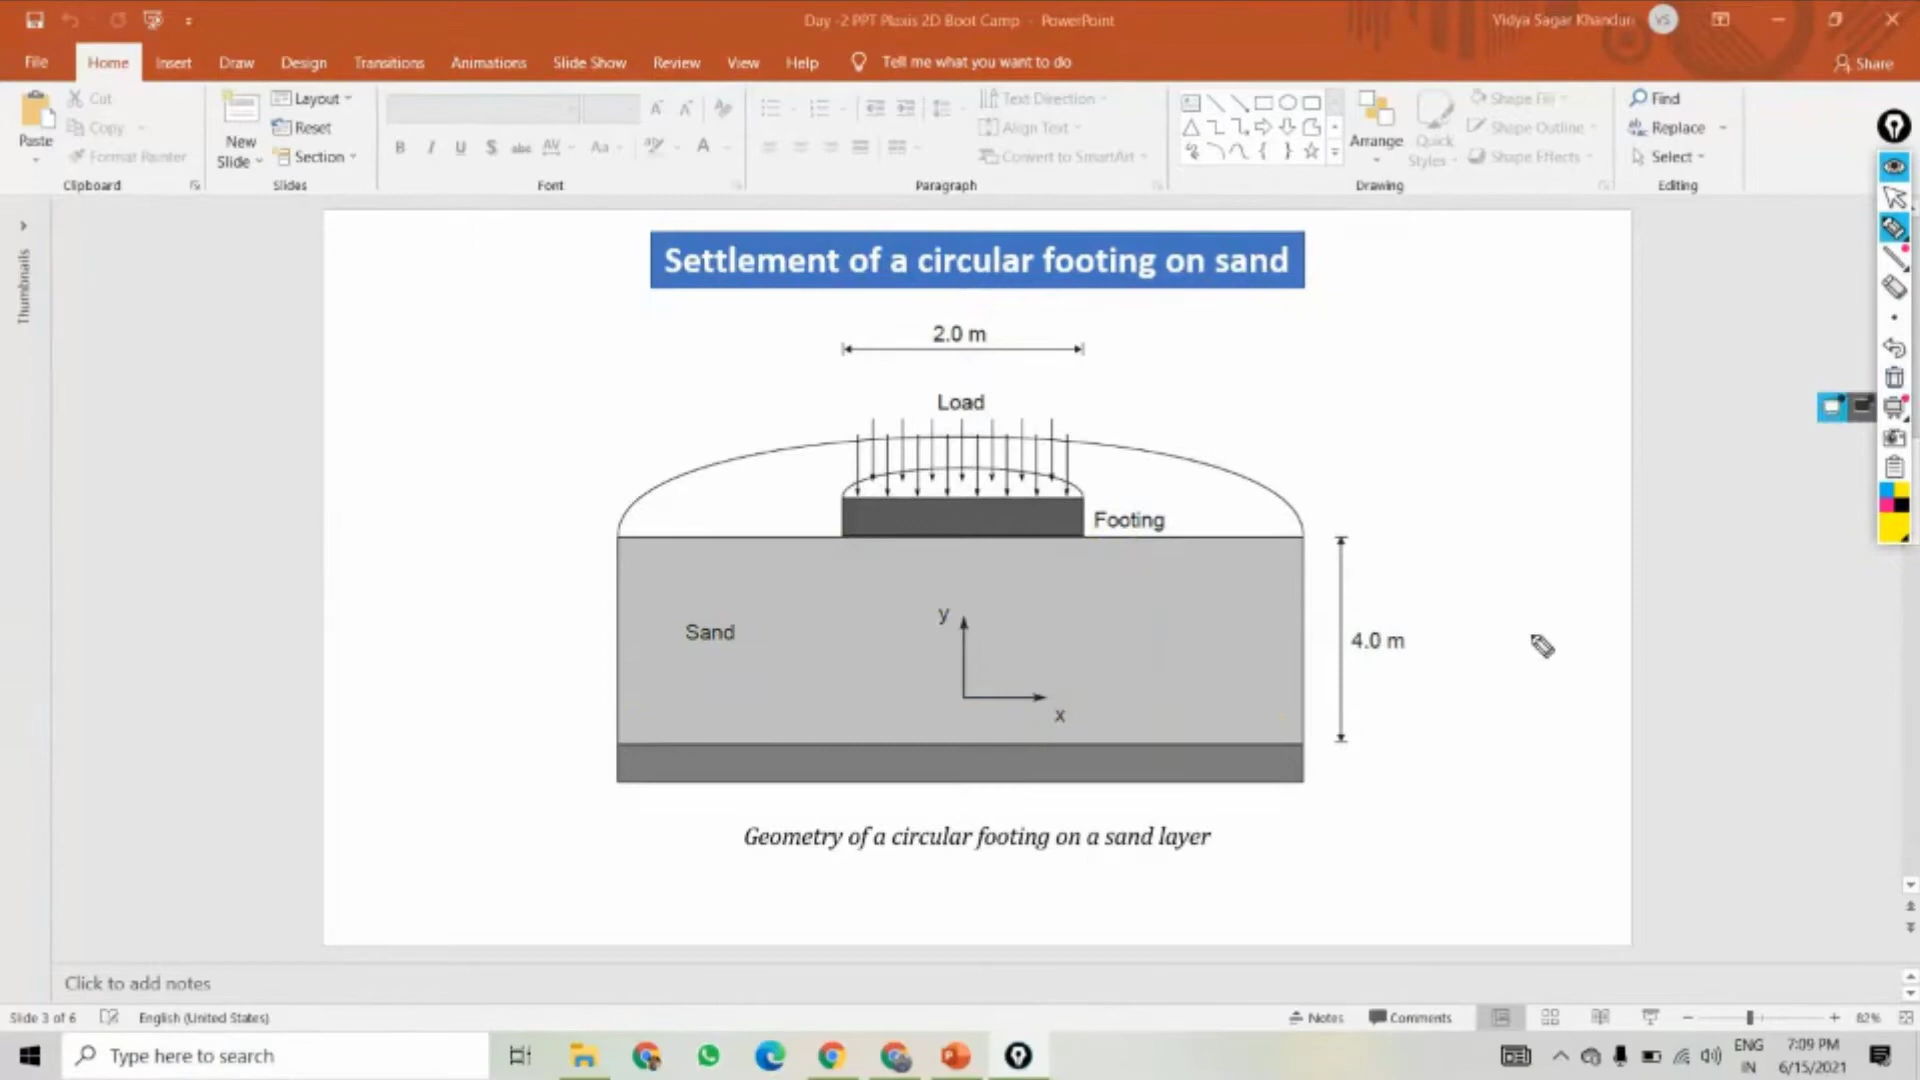 Day -2 PPT Plaxis 2D Boot Camp - PowerPoint
Vidya Sagar Khanduri
VS
File Home Insert Draw Design Transitions Animations Slide Show Review View Help Tell me what you want to do
Share
Paste
Cut
Copy
Format Painter
Clipboard
New Slide
Layout
Reset
Section
Slides
B I U S abc AV Aa A
Font
Text Direction
Align Text
Convert to SmartArt
Paragraph
Arrange
Quick Styles
Shape Fill
Shape Outline
Shape Effects
Drawing
Find
Replace
Select
Editing
Thumbnails
Settlement of a circular footing on sand
2.0 m
Load
Footing
Sand
y
x
4.0 m
Geometry of a circular footing on a sand layer
Click to add notes
Slide 3 of 6
English (United States)
Notes
Comments
82%
Type here to search
ENG
IN
7:09 PM
6/15/2021